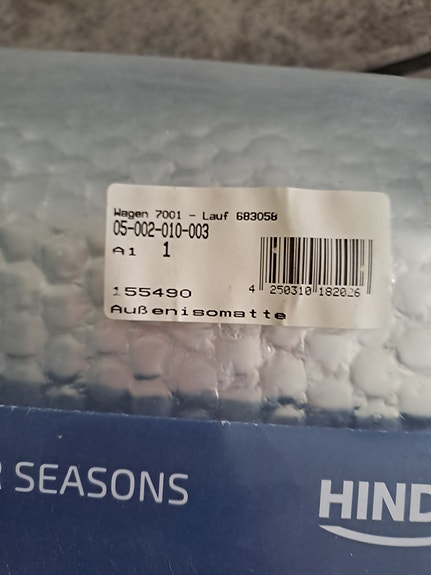 Wagen 7001 - Lauf 683058
05-002-010-003
A1 1
4 250310 182026
155490
Außenisomatte
R SEASONS
HIND